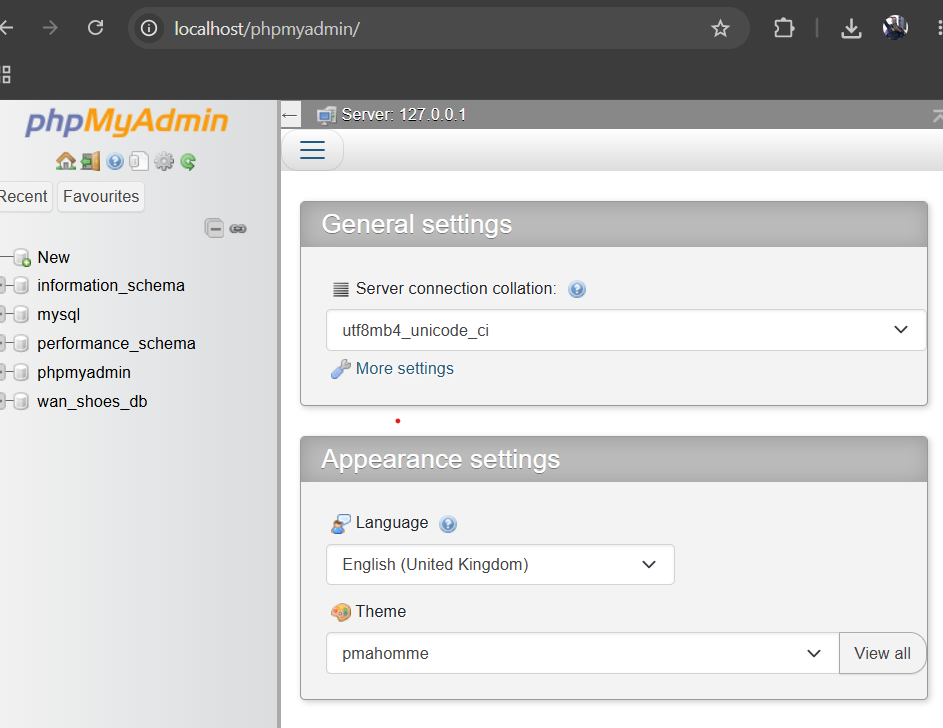 localhost/phpmyadmin/
phpMyAdmin
Recent
Favourites
New
information_schema
mysql
performance_schema
phpmyadmin
wan_shoes_db
Server: 127.0.0.1
General settings
Server connection collation:
utf8mb4_unicode_ci
More settings
Appearance settings
Language
English (United Kingdom)
Theme
pmahomme
View all